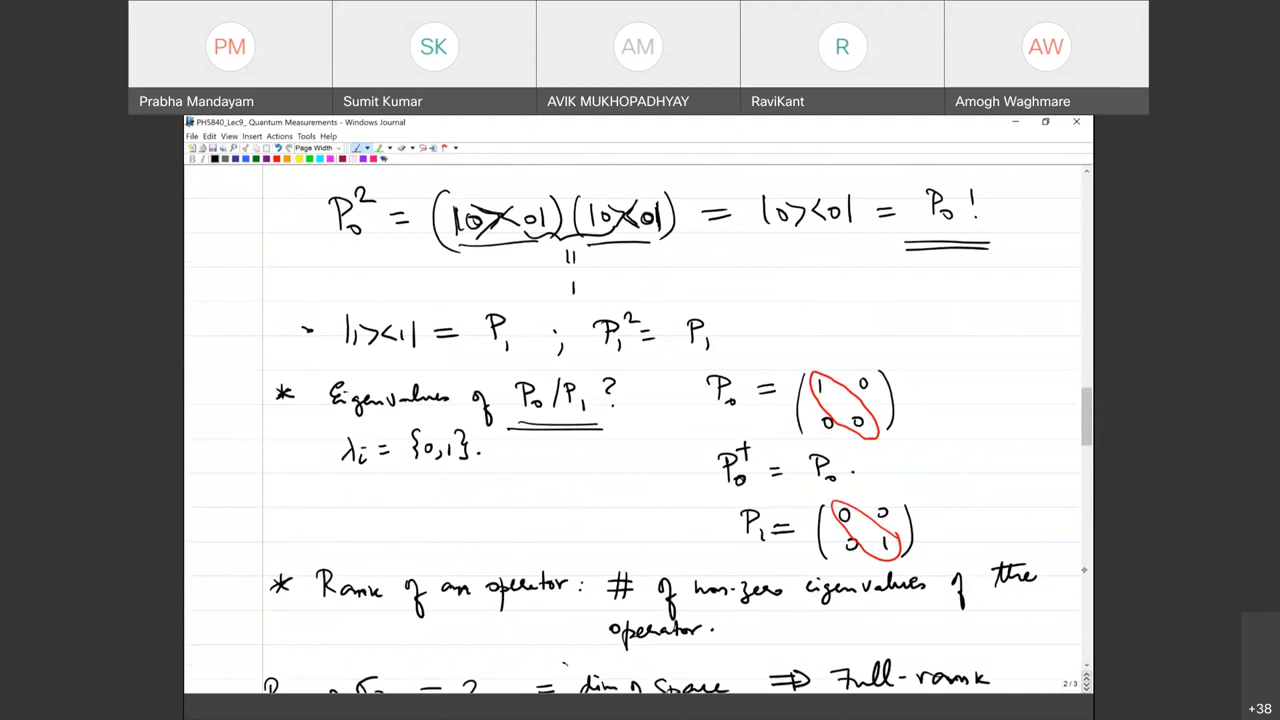 PM SK AM R AW
Prabha Mandayam Sumit Kumar AVIK MUKHOPADHYAY RaviKant Amogh Waghmare
PH5840_Lec9_ Quantum Measurements - Windows Journal
File Edit View Insert Actions Tools Help
Page Width
P₀² = (|0><0|)(|0><0|) = |0><0| = P₀ !
||
1
|1><1| = P₁ ; P₁² = P₁
* Eigenvalues of P₀/P₁ ?
λᵢ = {0,1}.
P₀ = (1 0
0 0)
P₀† = P₀ .
P₁ = (0 0
0 1)
* Rank of an operator: # of non-zero eigenvalues of the
operator.
= 2 = dim of space ⇒ Full-rank
2 / 3
+38